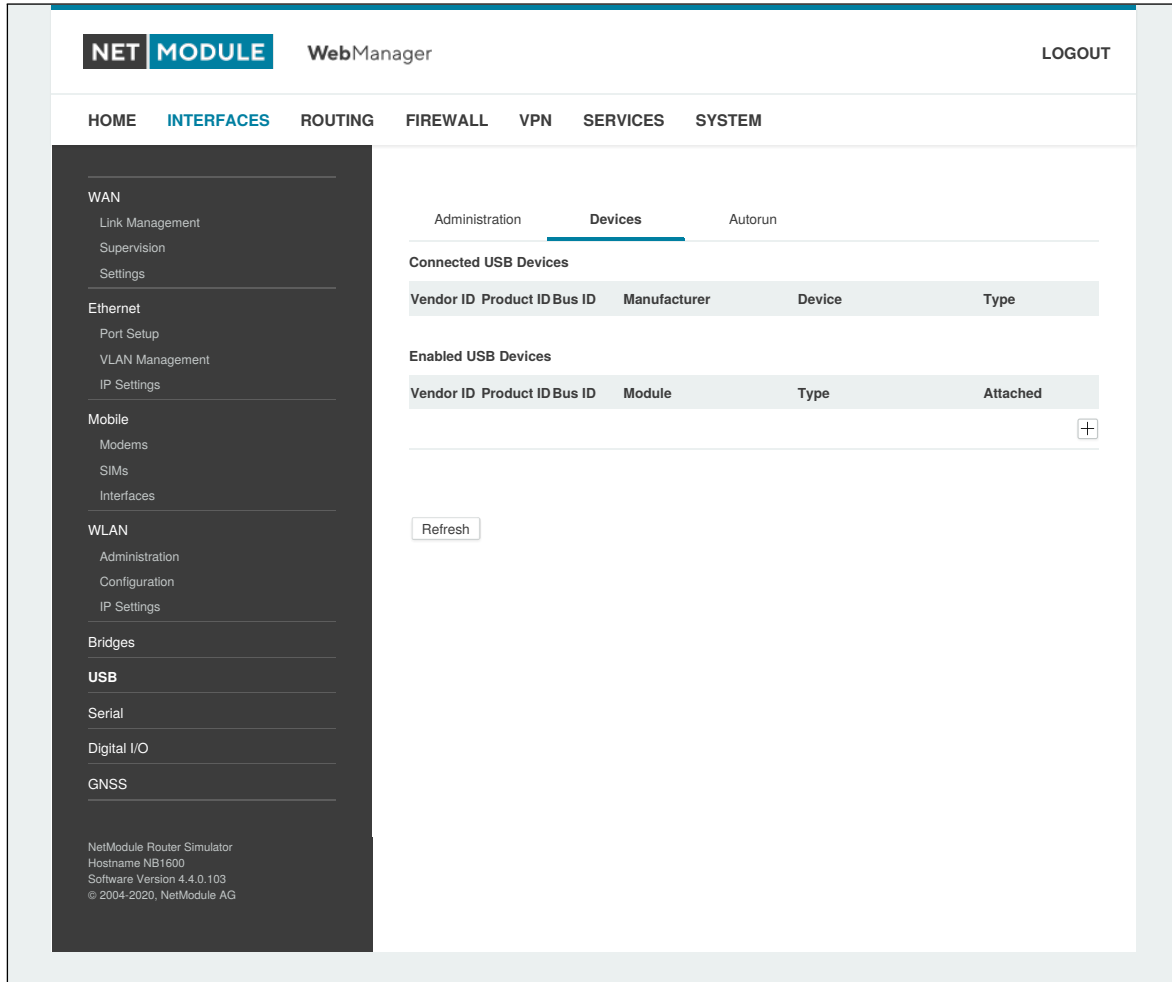 NET MODULE WebManager LOGOUT
HOME INTERFACES ROUTING FIREWALL VPN SERVICES SYSTEM
WAN
Link Management
Supervision
Settings
Ethernet
Port Setup
VLAN Management
IP Settings
Mobile
Modems
SIMs
Interfaces
WLAN
Administration
Configuration
IP Settings
Bridges
USB
Serial
Digital I/O
GNSS
NetModule Router Simulator
Hostname NB1600
Software Version 4.4.0.103
© 2004-2020, NetModule AG
Administration Devices Autorun
Connected USB Devices
Vendor ID Product ID Bus ID Manufacturer Device Type
Enabled USB Devices
Vendor ID Product ID Bus ID Module Type Attached
Refresh